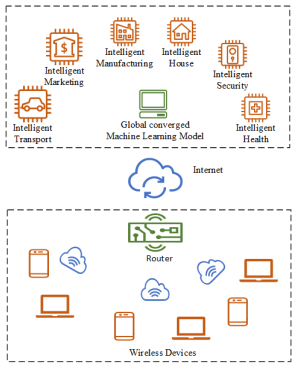 Intelligent
Manufacturing
Intelligent
House
Intelligent
Marketing
Intelligent
Security
Intelligent
Transport
Global converged
Machine Learning Model
Intelligent
Health
Internet
Router
Wireless Devices